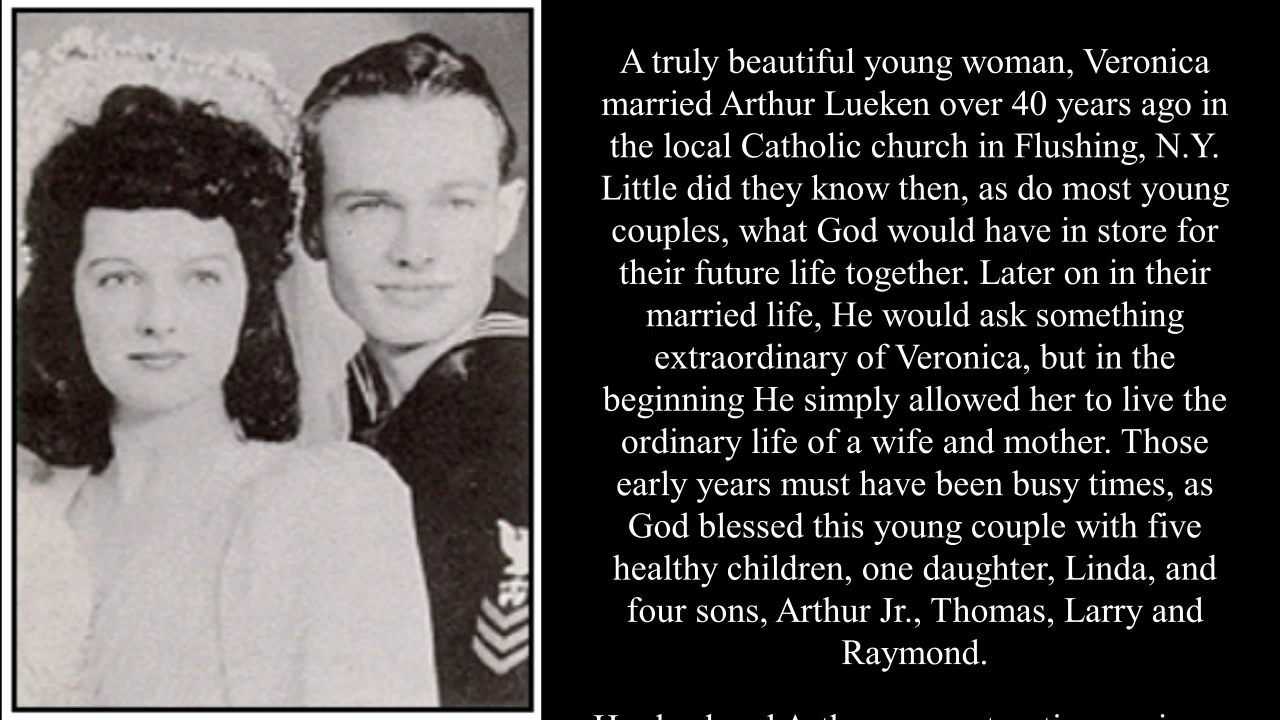 A truly beautiful young woman, Veronica
married Arthur Lueken over 40 years ago in
the local Catholic church in Flushing, N.Y.
Little did they know then, as do most young
couples, what God would have in store for
their future life together. Later on in their
married life, He would ask something
extraordinary of Veronica, but in the
beginning He simply allowed her to live the
ordinary life of a wife and mother. Those
early years must have been busy times, as
God blessed this young couple with five
healthy children, one daughter, Linda, and
four sons, Arthur Jr., Thomas, Larry and
Raymond.